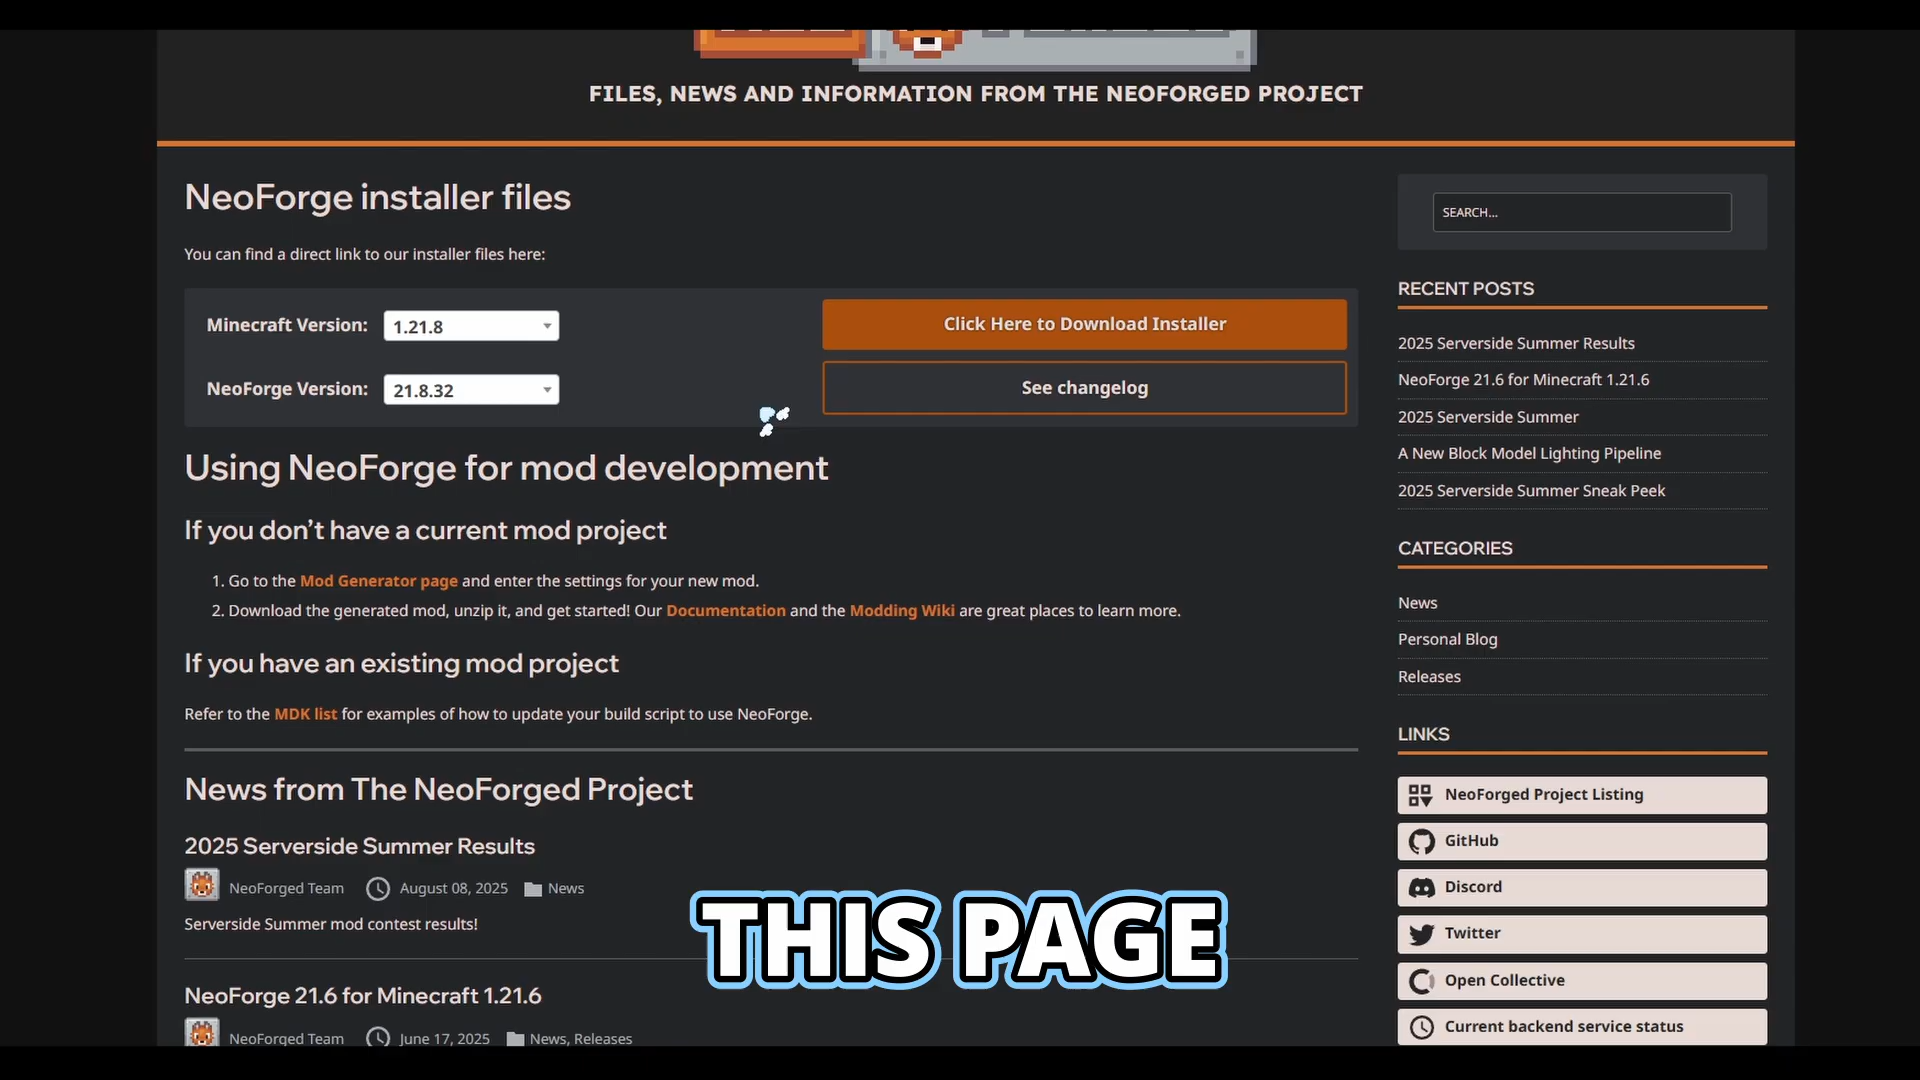 FILES, NEWS AND INFORMATION FROM THE NEOFORGED PROJECT
NeoForge installer files
You can find a direct link to our installer files here:
Minecraft Version: 1.21.8
Click Here to Download Installer
NeoForge Version: 21.8.32
See changelog
Using NeoForge for mod development
If you don’t have a current mod project
1. Go to the Mod Generator page and enter the settings for your new mod.
2. Download the generated mod, unzip it, and get started! Our Documentation and the Modding Wiki are great places to learn more.
If you have an existing mod project
Refer to the MDK list for examples of how to update your build script to use NeoForge.
News from The NeoForged Project
2025 Serverside Summer Results
NeoForged Team August 08, 2025 News
Serverside Summer mod contest results!
NeoForge 21.6 for Minecraft 1.21.6
NeoForged Team June 17, 2025 News, Releases
THIS PAGE
SEARCH...
RECENT POSTS
2025 Serverside Summer Results
NeoForge 21.6 for Minecraft 1.21.6
2025 Serverside Summer
A New Block Model Lighting Pipeline
2025 Serverside Summer Sneak Peek
CATEGORIES
News
Personal Blog
Releases
LINKS
NeoForged Project Listing
GitHub
Discord
Twitter
Open Collective
Current backend service status